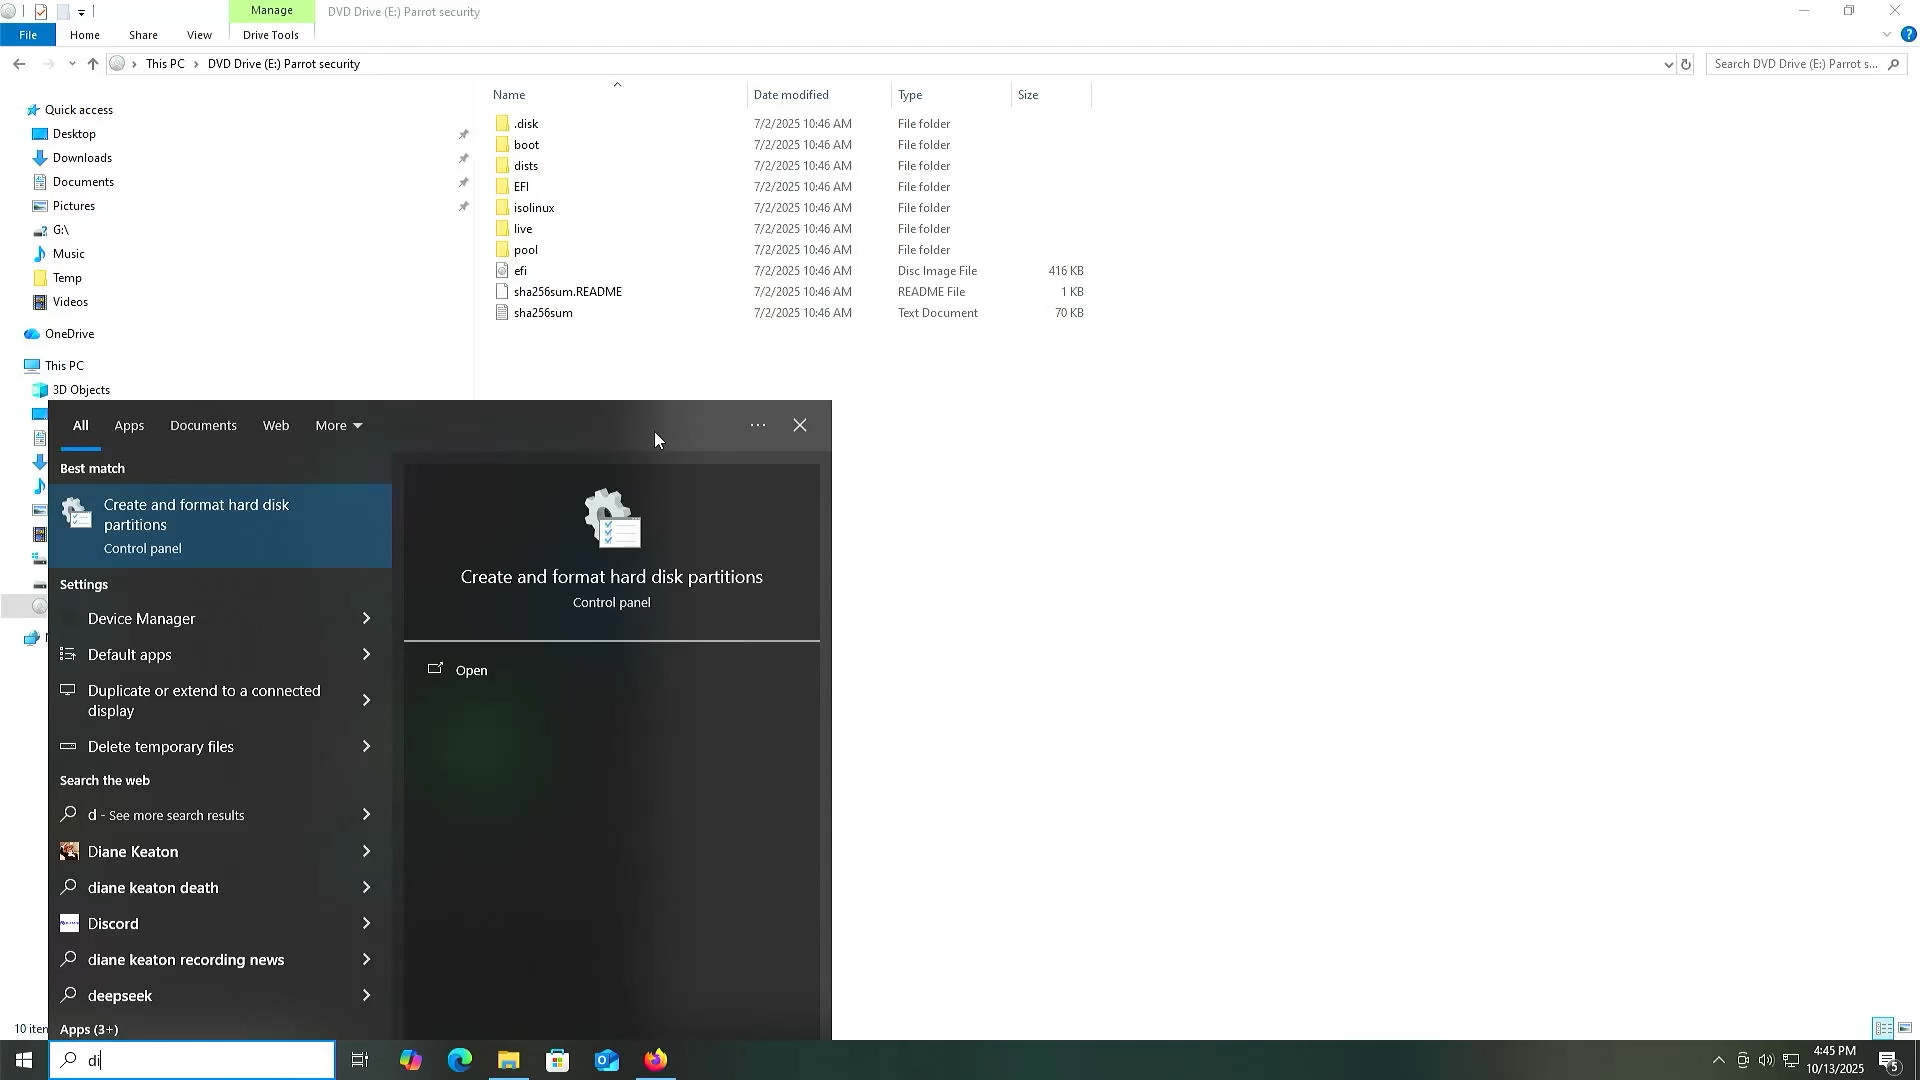 Manage
DVD Drive (E:) Parrot security
File
Home
Share
View
Drive Tools
This PC
DVD Drive (E:) Parrot security
Search DVD Drive (E:) Parrot s...
Name
Date modified
Type
Size
Quick access
Desktop
Downloads
Documents
Pictures
G:\
Music
Temp
Videos
OneDrive
This PC
3D Objects
.disk 7/2/2025 10:46 AM File folder
boot 7/2/2025 10:46 AM File folder
dists 7/2/2025 10:46 AM File folder
EFI 7/2/2025 10:46 AM File folder
isolinux 7/2/2025 10:46 AM File folder
live 7/2/2025 10:46 AM File folder
pool 7/2/2025 10:46 AM File folder
efi 7/2/2025 10:46 AM Disc Image File 416 KB
sha256sum.README 7/2/2025 10:46 AM README File 1 KB
sha256sum 7/2/2025 10:46 AM Text Document 70 KB
All
Apps
Documents
Web
More
Best match
Create and format hard disk
partitions
Control panel
Settings
Device Manager
Default apps
Duplicate or extend to a connected
display
Delete temporary files
Search the web
d - See more search results
Diane Keaton
diane keaton death
Discord
diane keaton recording news
deepseek
Apps (3+)
Create and format hard disk partitions
Control panel
Open
di
4:45 PM
10/13/2025
5